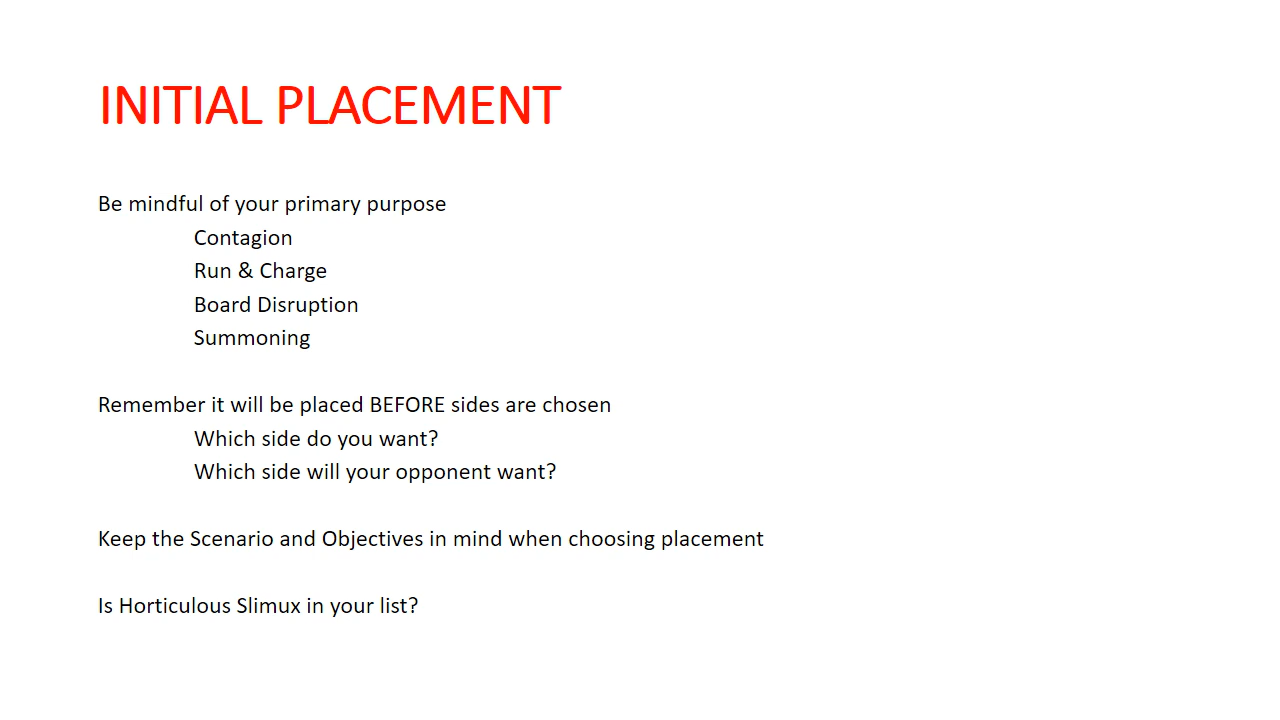 INITIAL PLACEMENT
Be mindful of your primary purpose
Contagion
Run & Charge
Board Disruption
Summoning
Remember it will be placed BEFORE sides are chosen
Which side do you want?
Which side will your opponent want?
Keep the Scenario and Objectives in mind when choosing placement
Is Horticulous Slimux in your list?